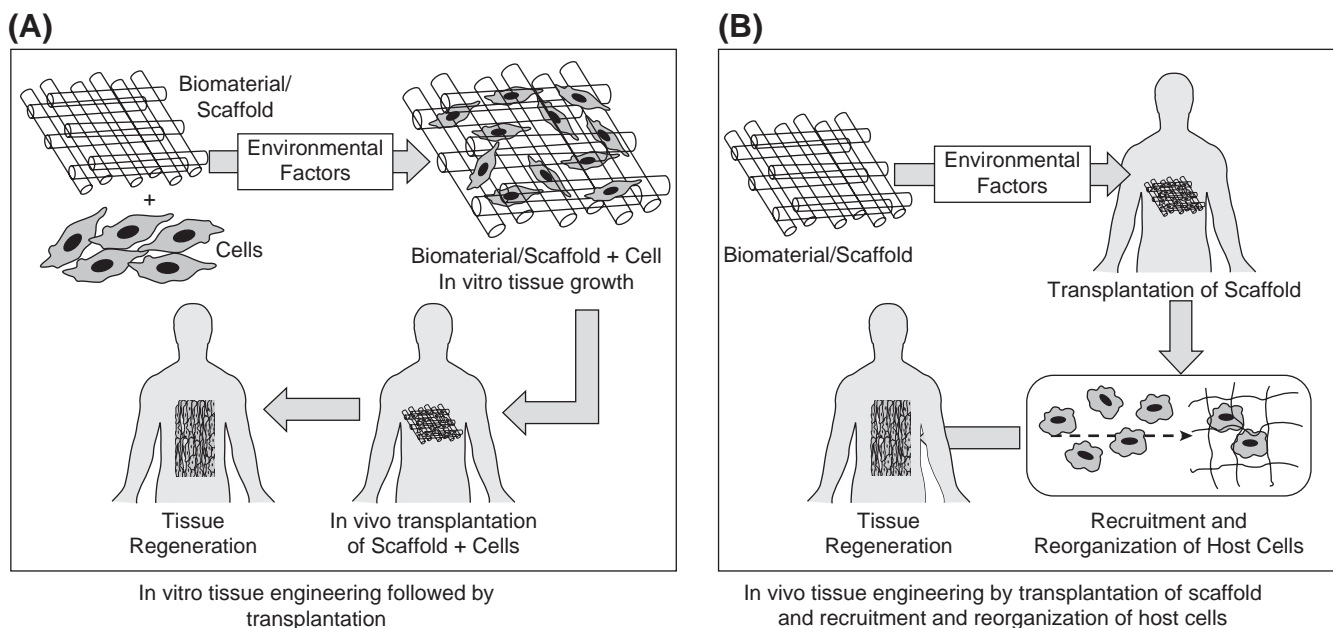 (A)
Biomaterial/
Scaffold
Environmental
Factors
+
Cells
Biomaterial/Scaffold + Cell
In vitro tissue growth
Tissue
Regeneration
In vivo transplantation
of Scaffold + Cells
In vitro tissue engineering followed by
transplantation
(B)
Biomaterial/Scaffold
Environmental
Factors
Transplantation of Scaffold
Tissue
Regeneration
Recruitment and
Reorganization of Host Cells
In vivo tissue engineering by transplantation of scaffold
and recruitment and reorganization of host cells